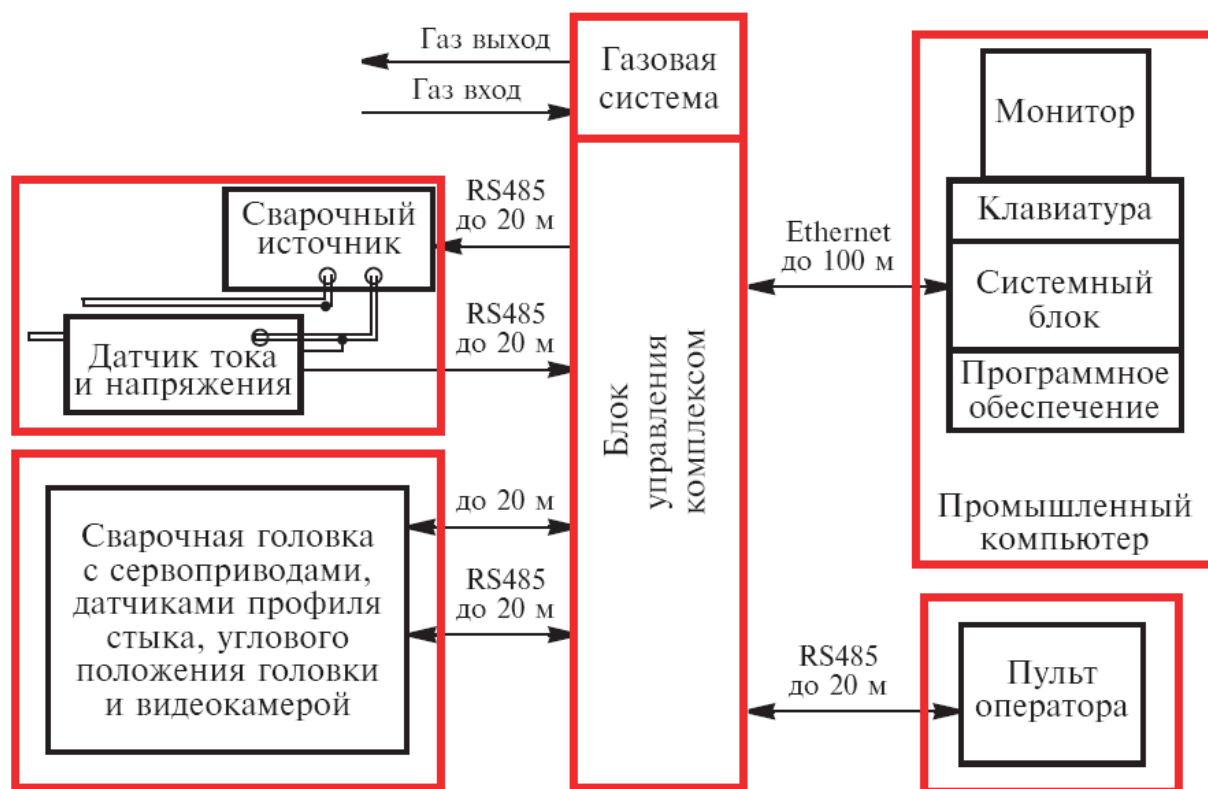 Газ выход
Газ вход
Газовая
система
Сварочный
источник
RS485
до 20 м
Датчик тока
и напряжения
RS485
до 20 м
Сварочная головка
с сервоприводами,
датчиками профиля
стыка, углового
положения головки
и видеокамерой
до 20 м
RS485
до 20 м
Блок
управления
комплексом
Ethernet
до 100 м
Монитор
Клавиатура
Системный
блок
Программное
обеспечение
Промышленный
компьютер
RS485
до 20 м
Пульт
оператора